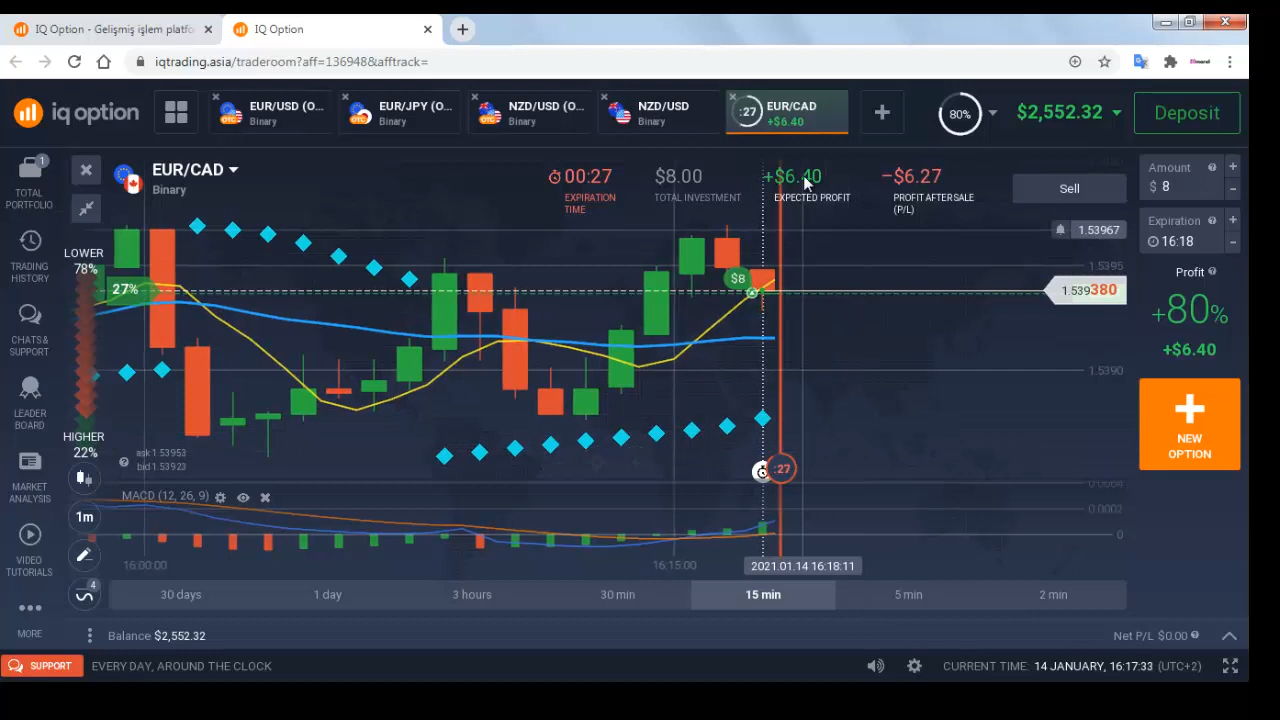 IQ Option - Gelişmiş işlem platfo
IQ Option
iqtrading.asia/traderoom?aff=136948&afftrack=
iq option
EUR/USD (O...
Binary
EUR/JPY (O...
Binary
NZD/USD (O...
Binary
NZD/USD
Binary
:27
EUR/CAD
+$6.40
80%
$2,552.32
Deposit
TOTAL
PORTFOLIO
1
TRADING
HISTORY
CHATS &
SUPPORT
LEADER
BOARD
MARKET
ANALYSIS
VIDEO
TUTORIALS
MORE
EUR/CAD
Binary
00:27
EXPIRATION
TIME
$8.00
TOTAL INVESTMENT
+$6.40
EXPECTED PROFIT
−$6.27
PROFIT AFTER SALE
(P/L)
Sell
LOWER
78%
27%
HIGHER
22%
ask 1.53953
bid 1.53923
$8
1.53967
1.5395
1.539380
1.5390
:27
MACD (12, 26, 9)
0.0004
0.0002
0
1m
4
16:00:00
16:15:00
2021.01.14 16:18:11
30 days
1 day
3 hours
30 min
15 min
5 min
2 min
Amount
$ 8
Expiration
16:18
Profit
+80%
+$6.40
NEW
OPTION
Balance $2,552.32
Net P/L $0.00
SUPPORT
EVERY DAY, AROUND THE CLOCK
CURRENT TIME: 14 JANUARY, 16:17:33 (UTC+2)